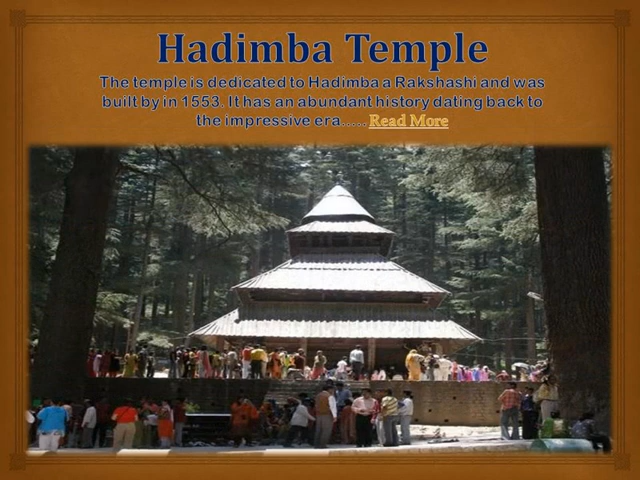 Hadimba Temple
The temple is dedicated to Hadimba a Rakshashi and was
built by in 1553. It has an abundant history dating back to
the impressive era….. Read More